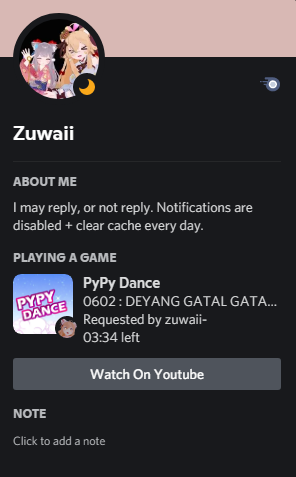 Zuwaii
ABOUT ME
I may reply, or not reply. Notifications are
disabled + clear cache every day.
PLAYING A GAME
PYPY
DANCE
PyPy Dance
0602 : DEYANG GATAL GATA...
Requested by zuwaii-
03:34 left
Watch On Youtube
NOTE
Click to add a note